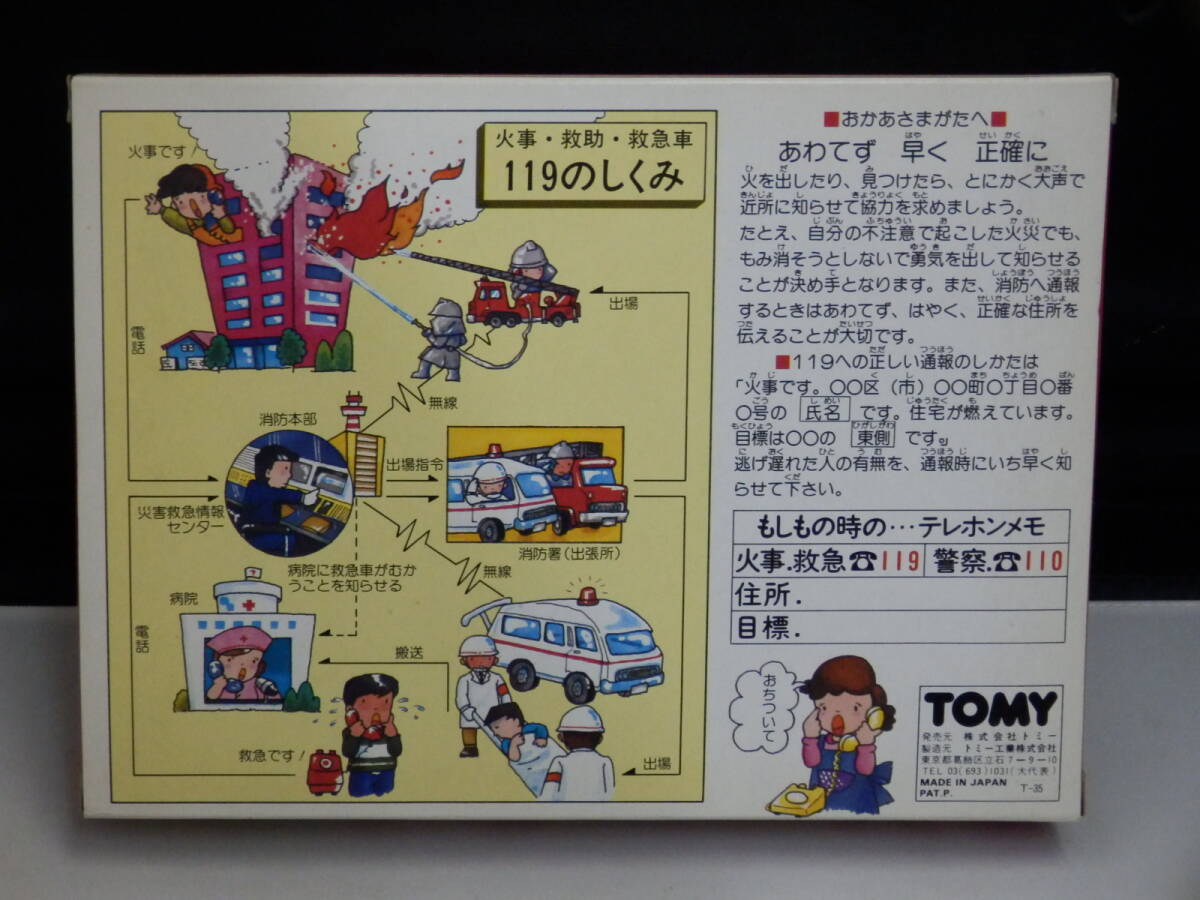 火事・救助・救急車
119のしくみ
火事です!
電話
出場
無線
消防本部
出場指令
災害救急情報
センター
消防署(出張所)
病院に救急車がむか
うことを知らせる
無線
病院
電話
搬送
救急です!
出場
■おかあさまがたへ■
あわてず 早く 正確に
火を出したり、見つけたら、とにかく大声で
近所に知らせて協力を求めましょう。
たとえ、自分の不注意で起こした火災でも、
もみ消そうとしないで勇気を出して知らせる
ことが決め手となります。また、消防へ通報
するときはあわてず、はやく、正確な住所を
伝えることが大切です。
■119への正しい通報のしかたは
「火事です。〇〇区(市)〇〇町〇丁目〇番
〇号の 氏名 です。住宅が燃えています。
目標は〇〇の 東側 です。』
逃げ遅れた人の有無を、通報時にいち早く知
らせて下さい。
もしもの時の…テレホンメモ
火事.救急☎119 警察.☎110
住所.
目標.
おちついて
TOMY
発売元 株式会社トミー
製造元 トミー工業株式会社
東京都葛飾区立石7-9-10
TEL 03(693)1031(大代表)
MADE IN JAPAN
PAT.P. T-35